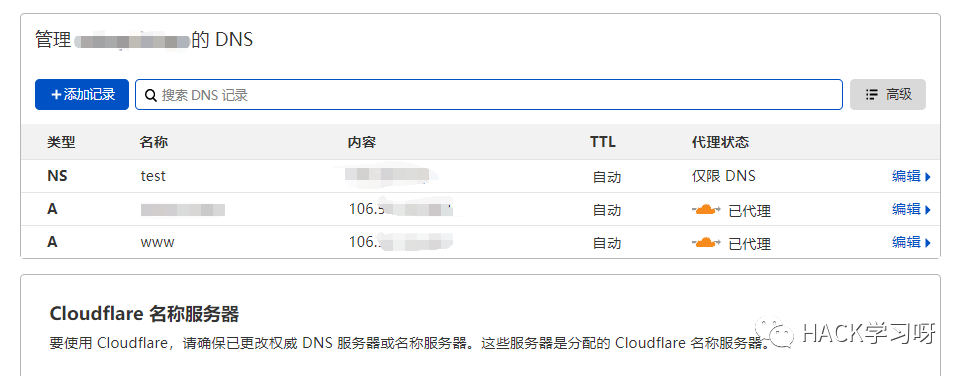 管理 的 DNS
+添加记录 搜索 DNS 记录 高级
类型 名称 内容 TTL 代理状态
NS test 自动 仅限 DNS 编辑
A 106. 自动 已代理 编辑
A www 106. 自动 已代理 编辑
Cloudflare 名称服务器
要使用 Cloudflare，请确保已更改权威 DNS 服务器或名称服务器。这些服务器是分配的 Cloudflare 名称服务器。
HACK学习呀